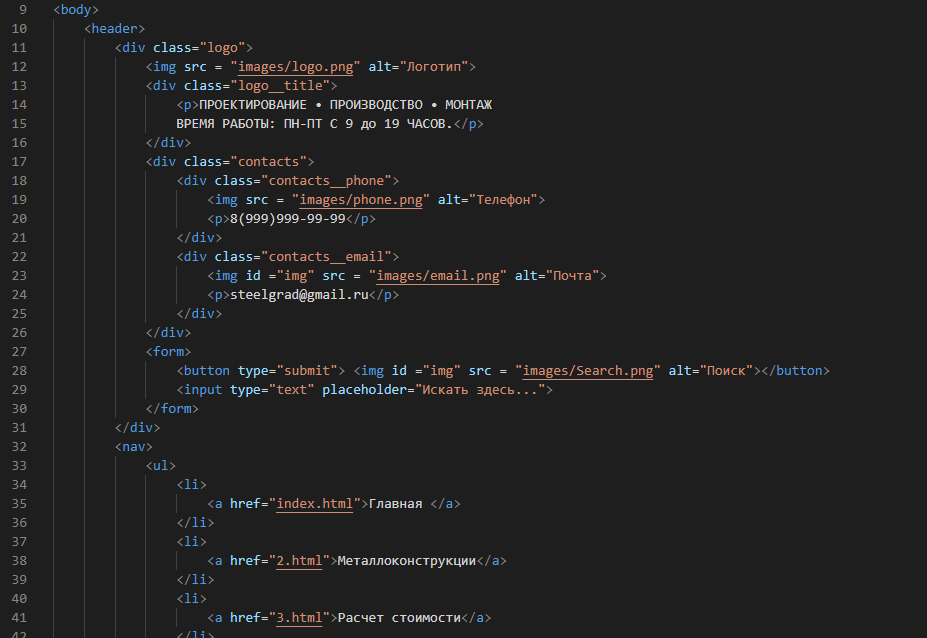 9 <body>
10 <header>
11 <div class="logo">
12 <img src = "images/logo.png" alt="Логотип">
13 <div class="logo__title">
14 <p>ПРОЕКТИРОВАНИЕ • ПРОИЗВОДСТВО • МОНТАЖ
15 ВРЕМЯ РАБОТЫ: ПН-ПТ С 9 до 19 ЧАСОВ.</p>
16 </div>
17 <div class="contacts">
18 <div class="contacts__phone">
19 <img src = "images/phone.png" alt="Телефон">
20 <p>8(999)999-99-99</p>
21 </div>
22 <div class="contacts__email">
23 <img id ="img" src = "images/email.png" alt="Почта">
24 <p>steelgrad@gmail.ru</p>
25 </div>
26 </div>
27 <form>
28 <button type="submit"> <img id ="img" src = "images/Search.png" alt="Поиск"></button>
29 <input type="text" placeholder="Искать здесь...">
30 </form>
31 </div>
32 <nav>
33 <ul>
34 <li>
35 <a href="index.html">Главная </a>
36 </li>
37 <li>
38 <a href="2.html">Металлоконструкции</a>
39 </li>
40 <li>
41 <a href="3.html">Расчет стоимости</a>
42 </li>